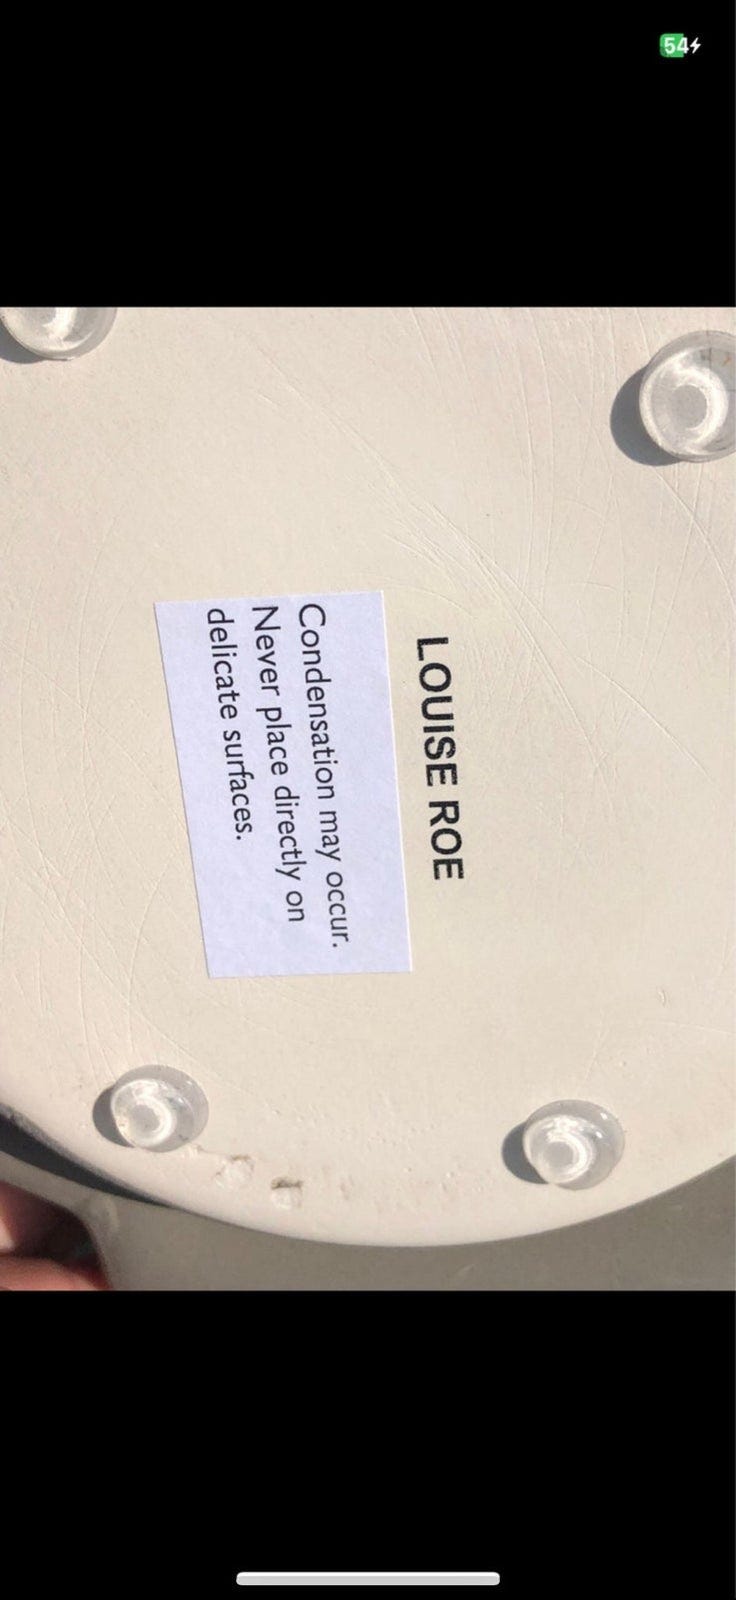 54
LOUISE ROE
Condensation may occur.
Never place directly on
delicate surfaces.